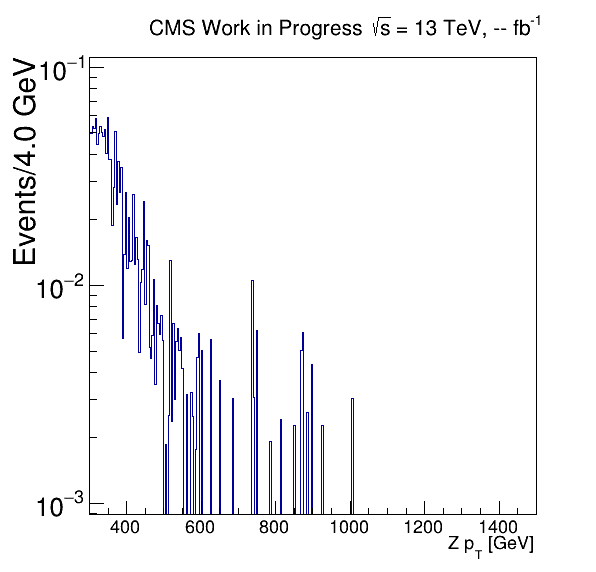 CMS Work in Progress √s = 13 TeV, -- fb⁻¹
Events/4.0 GeV
10⁻¹
10⁻²
10⁻³
400 600 800 1000 1200 1400
Z p_T [GeV]